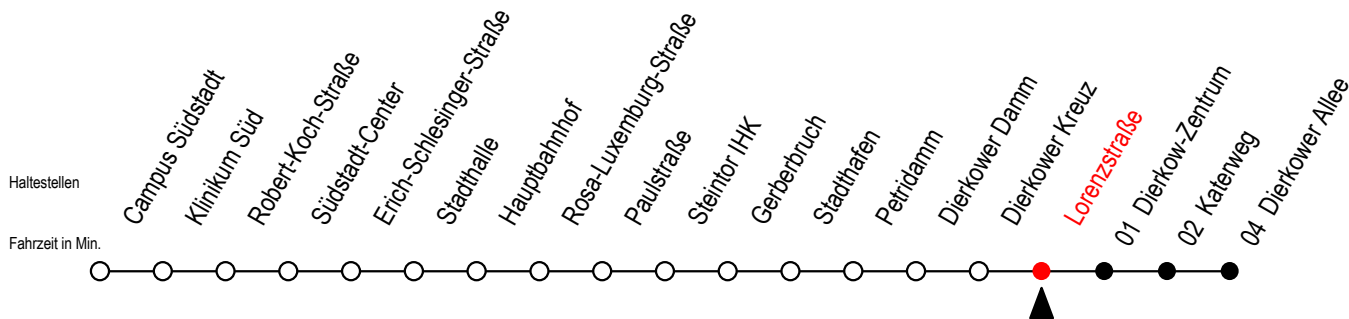 Haltestellen
Fahrzeit in Min.
Campus Südstadt
Klinikum Süd
Robert-Koch-Straße
Südstadt-Center
Erich-Schlesinger-Straße
Stadthalle
Hauptbahnhof
Rosa-Luxemburg-Straße
Paulstraße
Steintor IHK
Gerberbruch
Stadthafen
Petridamm
Dierkower Damm
Dierkower Kreuz
Lorenzstraße
01 Dierkow-Zentrum
02 Katenweg
04 Dierkower Allee